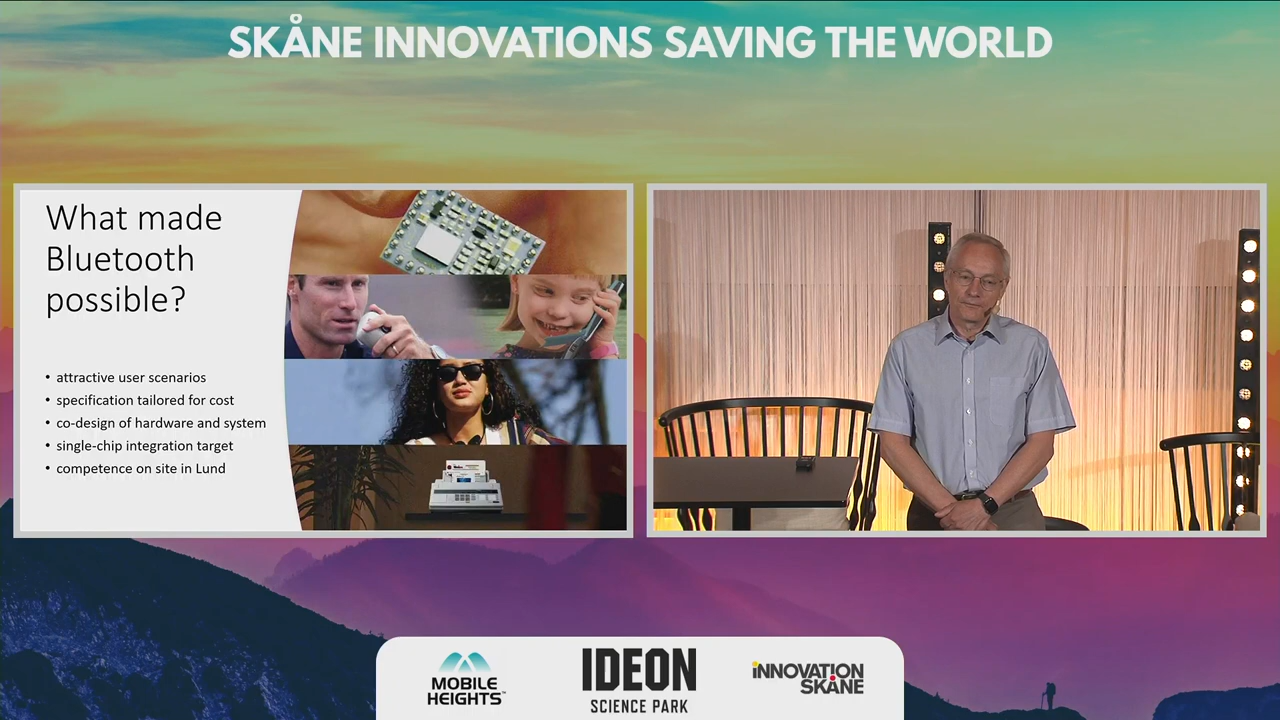 SKÅNE INNOVATIONS SAVING THE WORLD
What made
Bluetooth
possible?
• attractive user scenarios
• specification tailored for cost
• co-design of hardware and system
• single-chip integration target
• competence on site in Lund
MOBILE
HEIGHTS™
IDEON
SCIENCE PARK
INNOVATION
SKÅNE